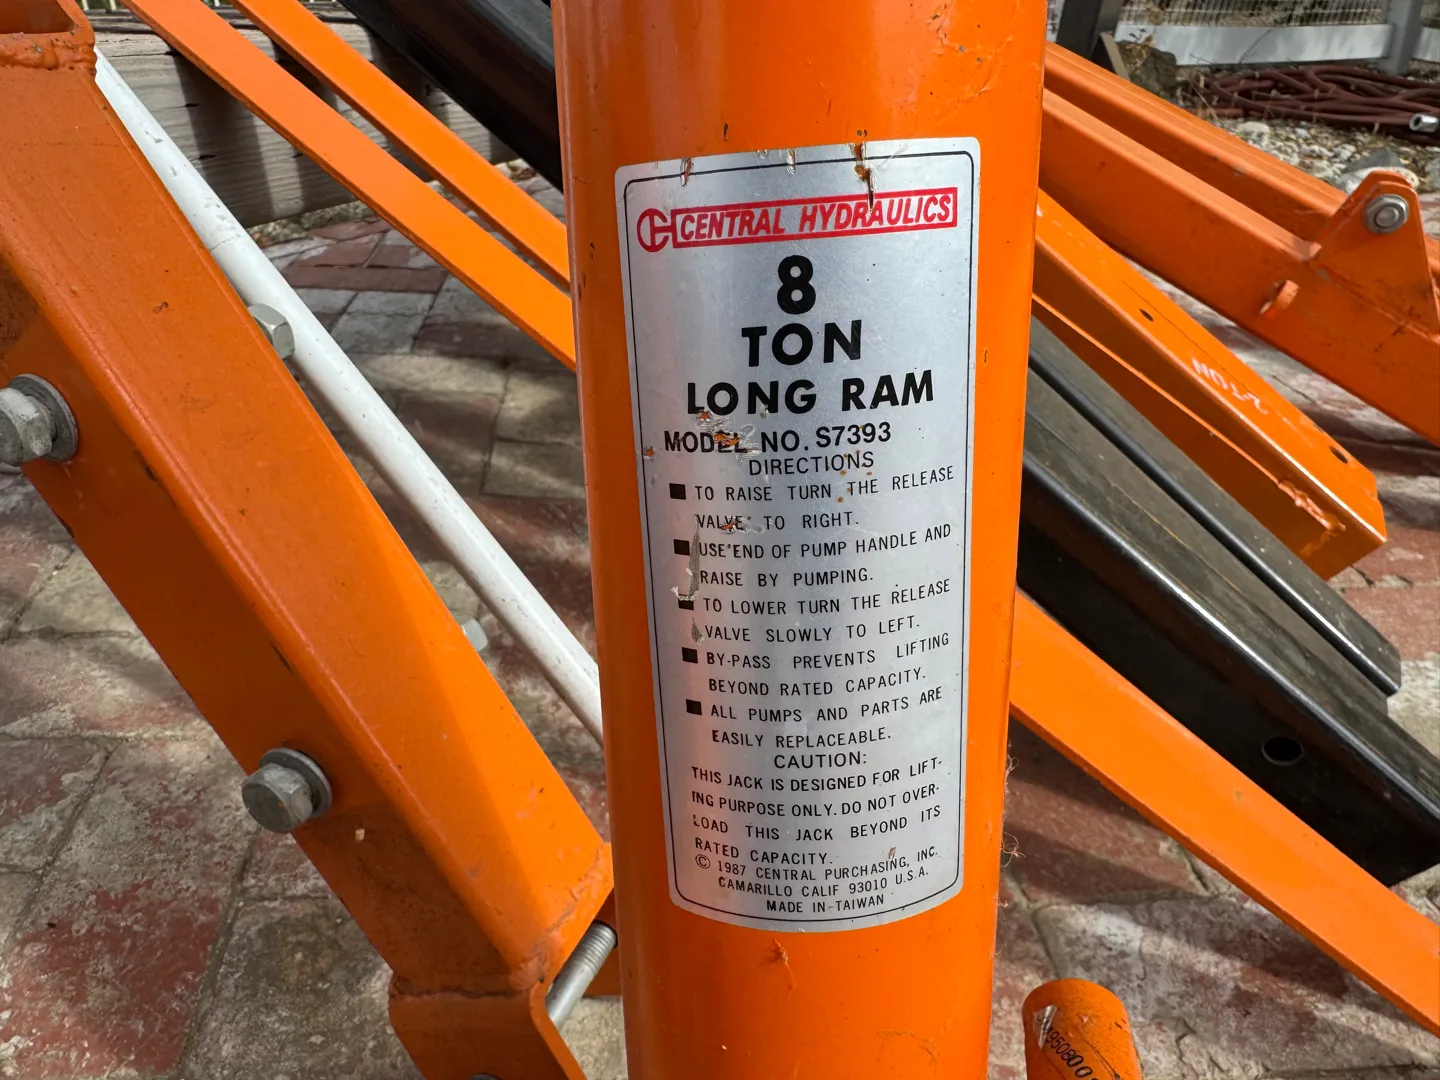 CENTRAL HYDRAULICS
8
TON
LONG RAM
MODEL NO. S7393
DIRECTIONS
TO RAISE TURN THE RELEASE
VALVE TO RIGHT.
USE END OF PUMP HANDLE AND
RAISE BY PUMPING.
TO LOWER TURN THE RELEASE
VALVE SLOWLY TO LEFT.
BY-PASS PREVENTS LIFTING
BEYOND RATED CAPACITY.
ALL PUMPS AND PARTS ARE
EASILY REPLACEABLE.
CAUTION:
THIS JACK IS DESIGNED FOR LIFT-
ING PURPOSE ONLY. DO NOT OVER-
LOAD THIS JACK BEYOND ITS
RATED CAPACITY.
© 1987 CENTRAL PURCHASING, INC.
CAMARILLO CALIF 93010 U.S.A.
MADE IN TAIWAN
2-TON